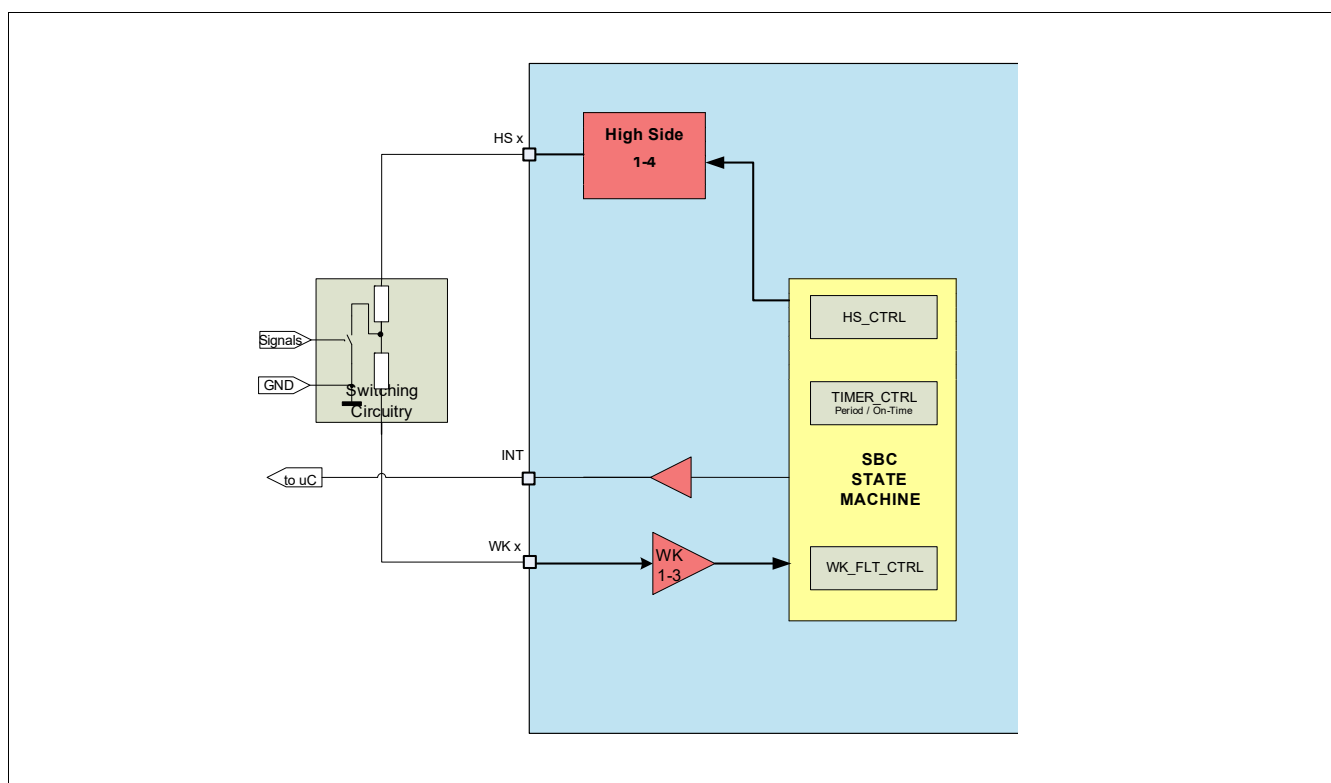 HS x
High Side
1-4
HS_CTRL
Signals
GND
Switching
Circuitry
TIMER_CTRL
Period / On-Time
SBC
STATE
MACHINE
INT
to uC
WK x
WK
1-3
WK_FLT_CTRL